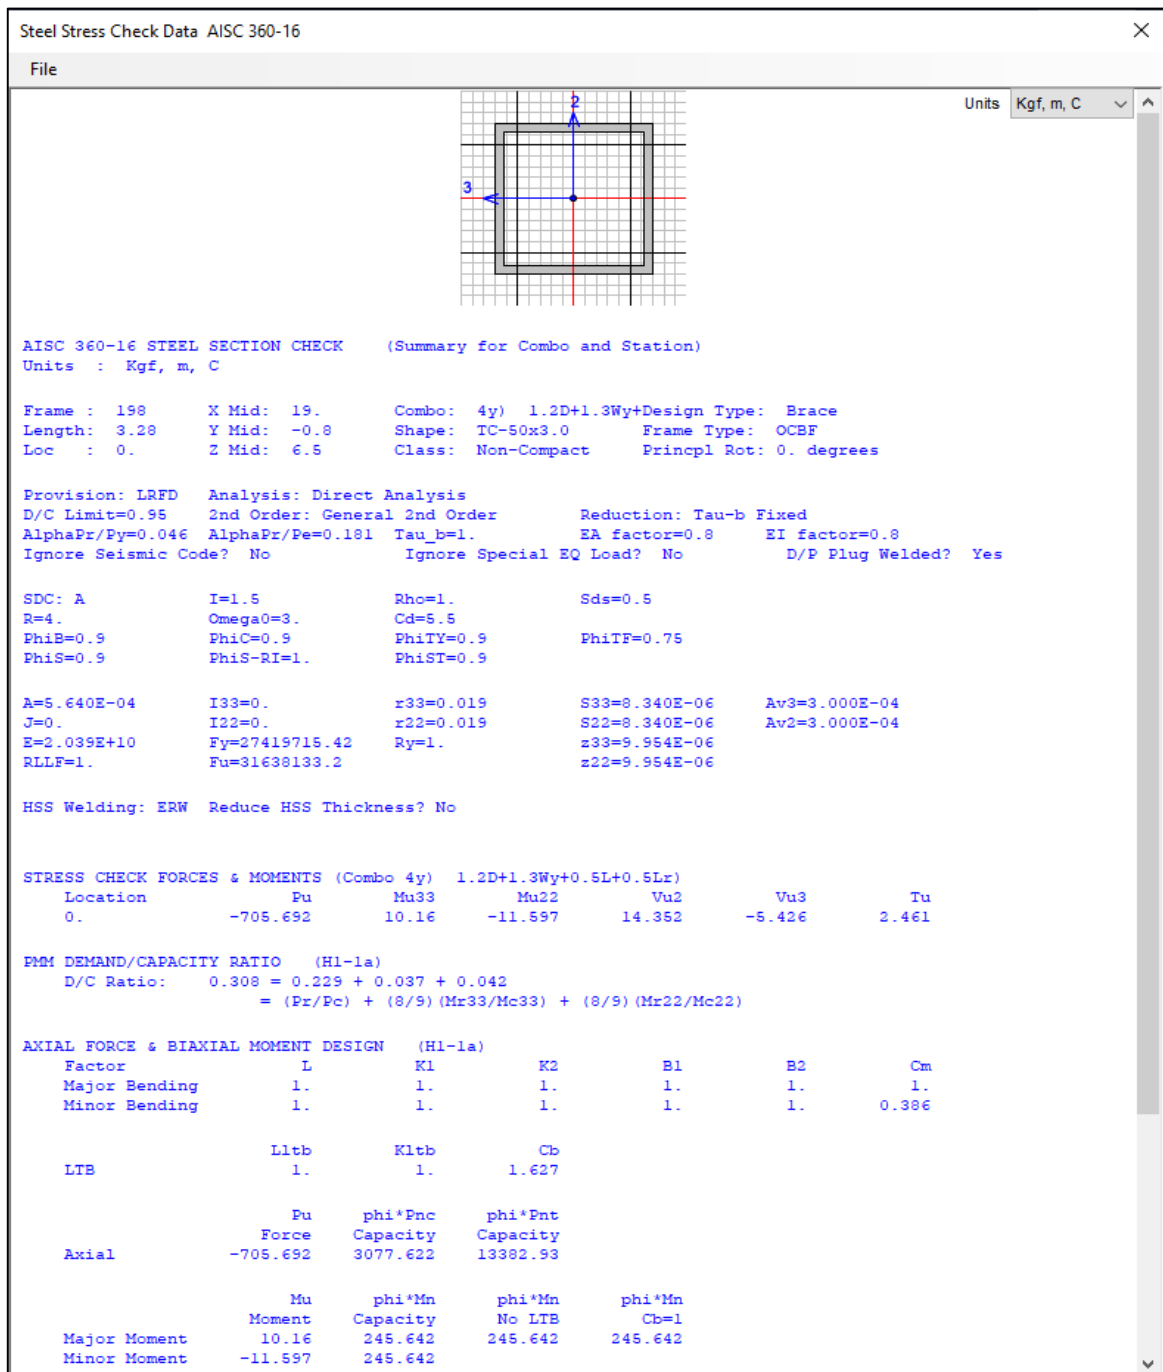 Steel Stress Check Data AISC 360-16
File
Units Kgf, m, C
2
3
AISC 360-16 STEEL SECTION CHECK (Summary for Combo and Station)
Units : Kgf, m, C
Frame : 198 X Mid: 19. Combo: 4y) 1.2D+1.3Wy+Design Type: Brace
Length: 3.28 Y Mid: -0.8 Shape: TC-50x3.0 Frame Type: OCBF
Loc : 0. Z Mid: 6.5 Class: Non-Compact Princpl Rot: 0. degrees
Provision: LRFD Analysis: Direct Analysis
D/C Limit=0.95 2nd Order: General 2nd Order Reduction: Tau-b Fixed
AlphaPr/Py=0.046 AlphaPr/Pe=0.181 Tau_b=1. EA factor=0.8 EI factor=0.8
Ignore Seismic Code? No Ignore Special EQ Load? No D/P Plug Welded? Yes
SDC: A I=1.5 Rho=1. Sds=0.5
R=4. Omega0=3. Cd=5.5
PhiB=0.9 PhiC=0.9 PhiTY=0.9 PhiTF=0.75
PhiS=0.9 PhiS-RI=1. PhiST=0.9
A=5.640E-04 I33=0. r33=0.019 S33=8.340E-06 Av3=3.000E-04
J=0. I22=0. r22=0.019 S22=8.340E-06 Av2=3.000E-04
E=2.039E+10 Fy=27419715.42 Ry=1. z33=9.954E-06
RLLF=1. Fu=31638133.2 z22=9.954E-06
HSS Welding: ERW Reduce HSS Thickness? No
STRESS CHECK FORCES & MOMENTS (Combo 4y) 1.2D+1.3Wy+0.5L+0.5Lr)
Location Pu Mu33 Mu22 Vu2 Vu3 Tu
0. -705.692 10.16 -11.597 14.352 -5.426 2.461
PMM DEMAND/CAPACITY RATIO (H1-1a)
D/C Ratio: 0.308 = 0.229 + 0.037 + 0.042
= (Pr/Pc) + (8/9)(Mr33/Mc33) + (8/9)(Mr22/Mc22)
AXIAL FORCE & BIAXIAL MOMENT DESIGN (H1-1a)
Factor L K1 K2 B1 B2 Cm
Major Bending 1. 1. 1. 1. 1. 1.
Minor Bending 1. 1. 1. 1. 1. 0.386
Lltb Kltb Cb
LTB 1. 1. 1.627
Pu phi*Pnc phi*Pnt
Force Capacity Capacity
Axial -705.692 3077.622 13382.93
Mu phi*Mn phi*Mn phi*Mn
Moment Capacity No LTB Cb=1
Major Moment 10.16 245.642 245.642 245.642
Minor Moment -11.597 245.642